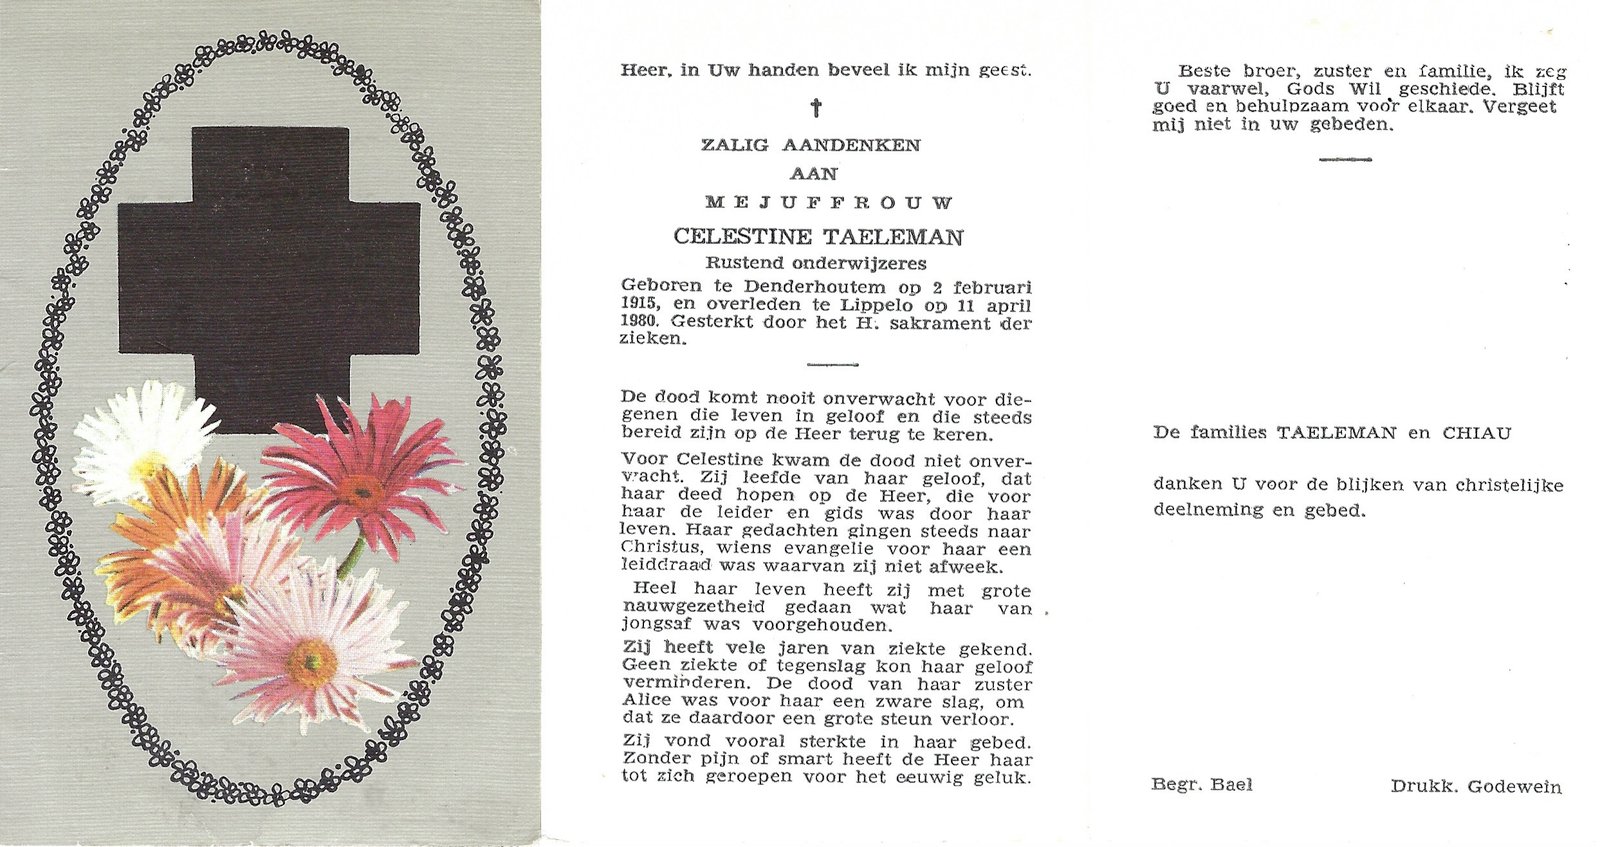 Heer, in Uw handen beveel ik mijn geest.
ZALIG AANDENKEN
AAN
MEJUFFROUW
CELESTINE TAELEMAN
Rustend onderwijzeres
Geboren te Denderhoutem op 2 februari
1915, en overleden te Lippelo op 11 april
1980. Gesterkt door het H. sakrament der
zieken.
De dood komt nooit onverwacht voor die-
genen die leven in geloof en die steeds
bereid zijn op de Heer terug te keren.
Voor Celestine kwam de dood niet onver-
wacht. Zij leefde van haar geloof, dat
haar deed hopen op de Heer, die voor
haar de leider en gids was door haar
leven. Haar gedachten gingen steeds naar
Christus, wiens evangelie voor haar een
leiddraad was waarvan zij niet afweek.
Heel haar leven heeft zij met grote
nauwgezetheid gedaan wat haar van
jongsaf was voorgehouden.
Zij heeft vele jaren van ziekte gekend.
Geen ziekte of tegenslag kon haar geloof
verminderen. De dood van haar zuster
Alice was voor haar een zware slag, om
dat ze daardoor een grote steun verloor.
Zij vond vooral sterkte in haar gebed.
Zonder pijn of smart heeft de Heer haar
tot zich geroepen voor het eeuwig geluk.
Beste broer, zuster en familie, ik zeg
U vaarwel, Gods Wil geschiede. Blijft
goed en behulpzaam voor elkaar. Vergeet
mij niet in uw gebeden.
De families TAELEMAN en CHIAU
danken U voor de blijken van christelijke
deelneming en gebed.
Begr. Bael Drukk. Godewein